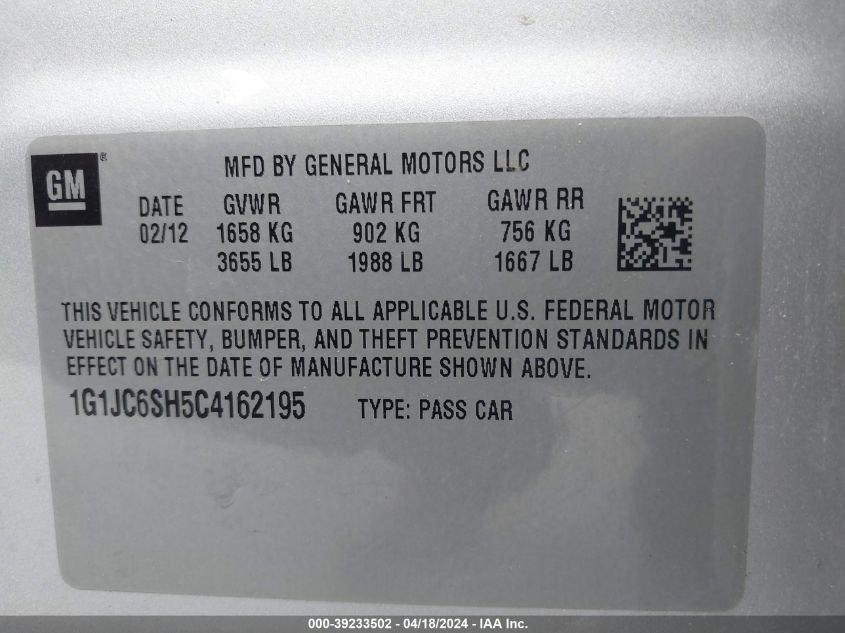 GM ®
MFD BY GENERAL MOTORS LLC
DATE GVWR GAWR FRT GAWR RR
02/12 1658 KG 902 KG 756 KG
3655 LB 1988 LB 1667 LB
THIS VEHICLE CONFORMS TO ALL APPLICABLE U.S. FEDERAL MOTOR
VEHICLE SAFETY, BUMPER, AND THEFT PREVENTION STANDARDS IN
EFFECT ON THE DATE OF MANUFACTURE SHOWN ABOVE.
1G1JC6SH5C4162195 TYPE: PASS CAR
000-39233502 - 04/18/2024 - IAA Inc.